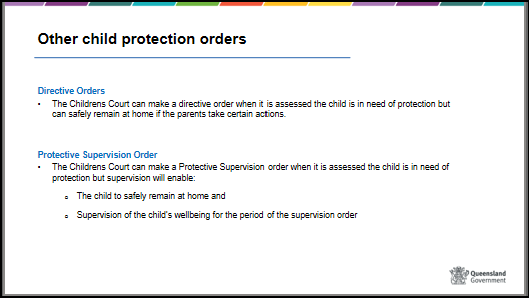 Other child protection orders
Directive Orders
• The Childrens Court can make a directive order when it is assessed the child is in need of protection but
can safely remain at home if the parents take certain actions.
Protective Supervision Order
• The Childrens Court can make a Protective Supervision order when it is assessed the child is in need of
protection but supervision will enable:
o The child to safely remain at home and
o Supervision of the child's wellbeing for the period of the supervision order
Queensland
Government